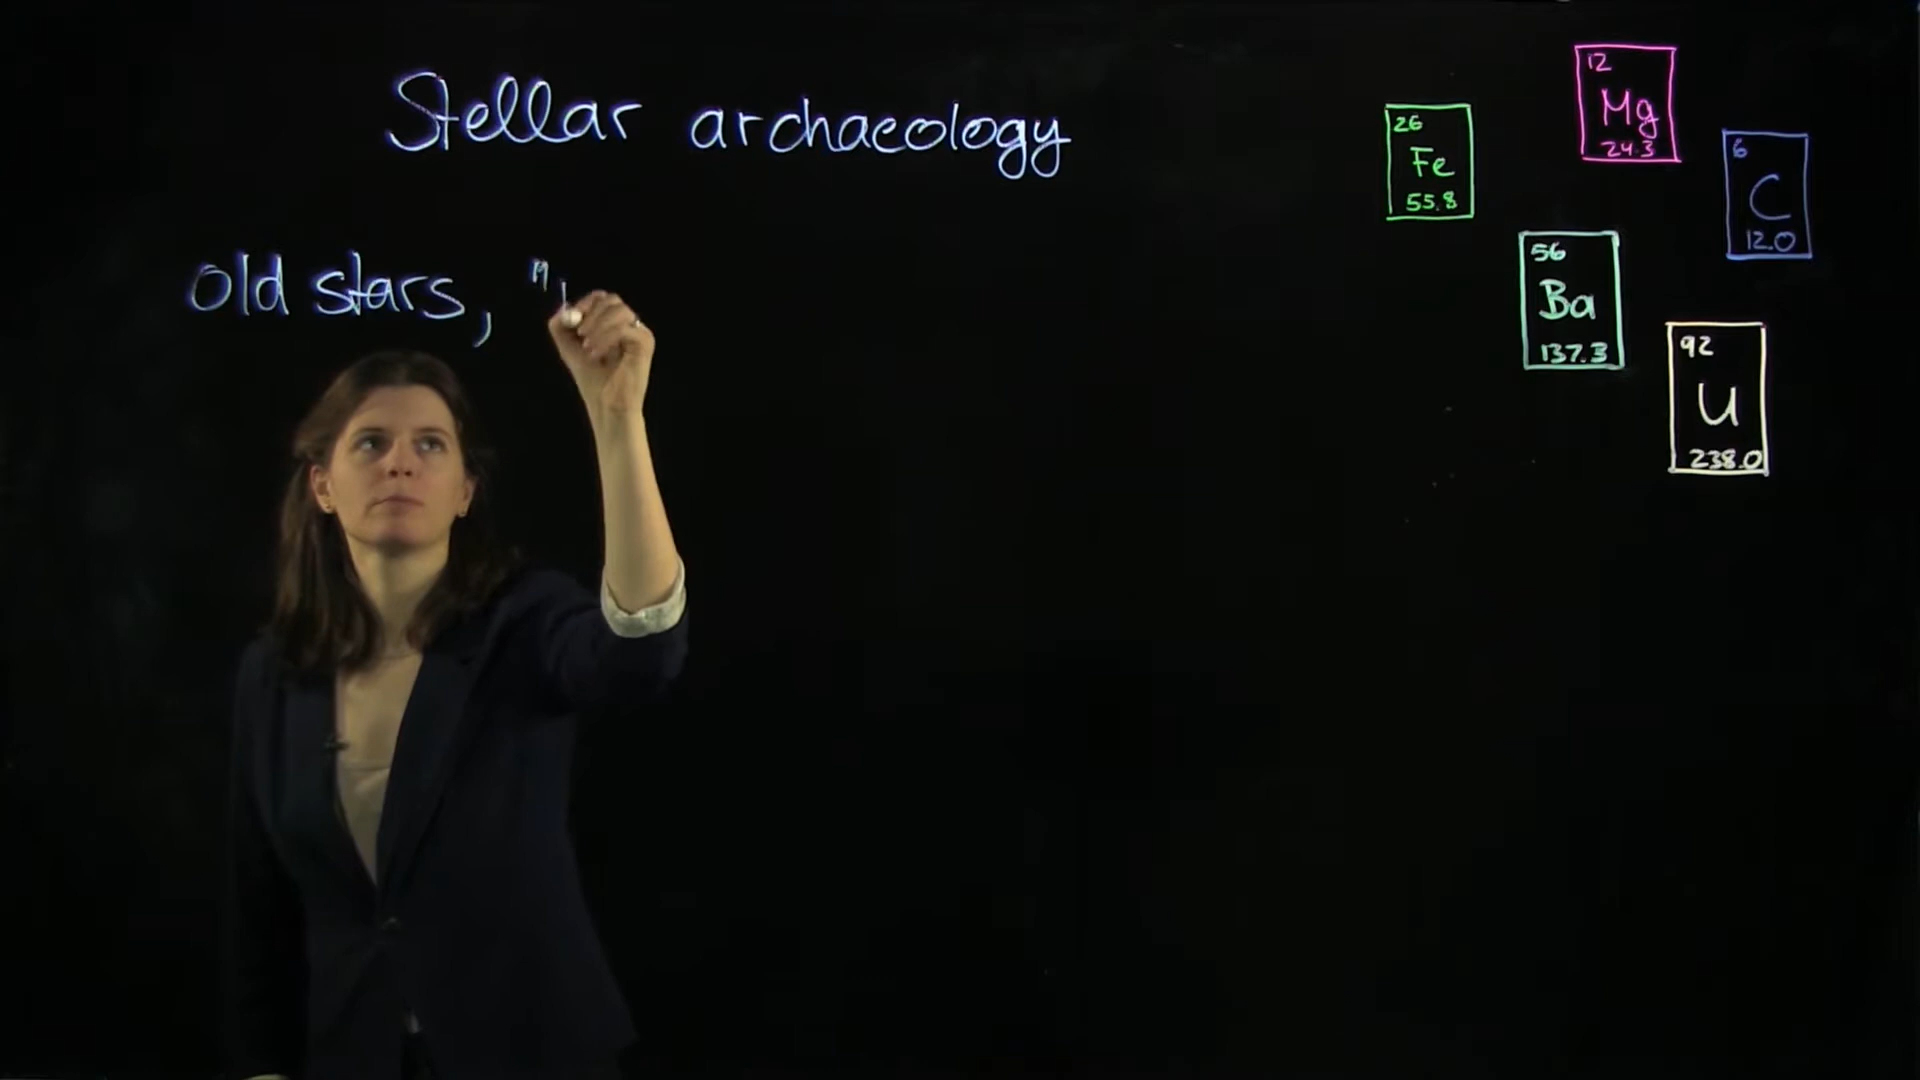 Stellar archaeology
old stars, "
26
Fe
55.8
12
Mg
24.3
6
C
12.0
56
Ba
137.3
92
U
238.0